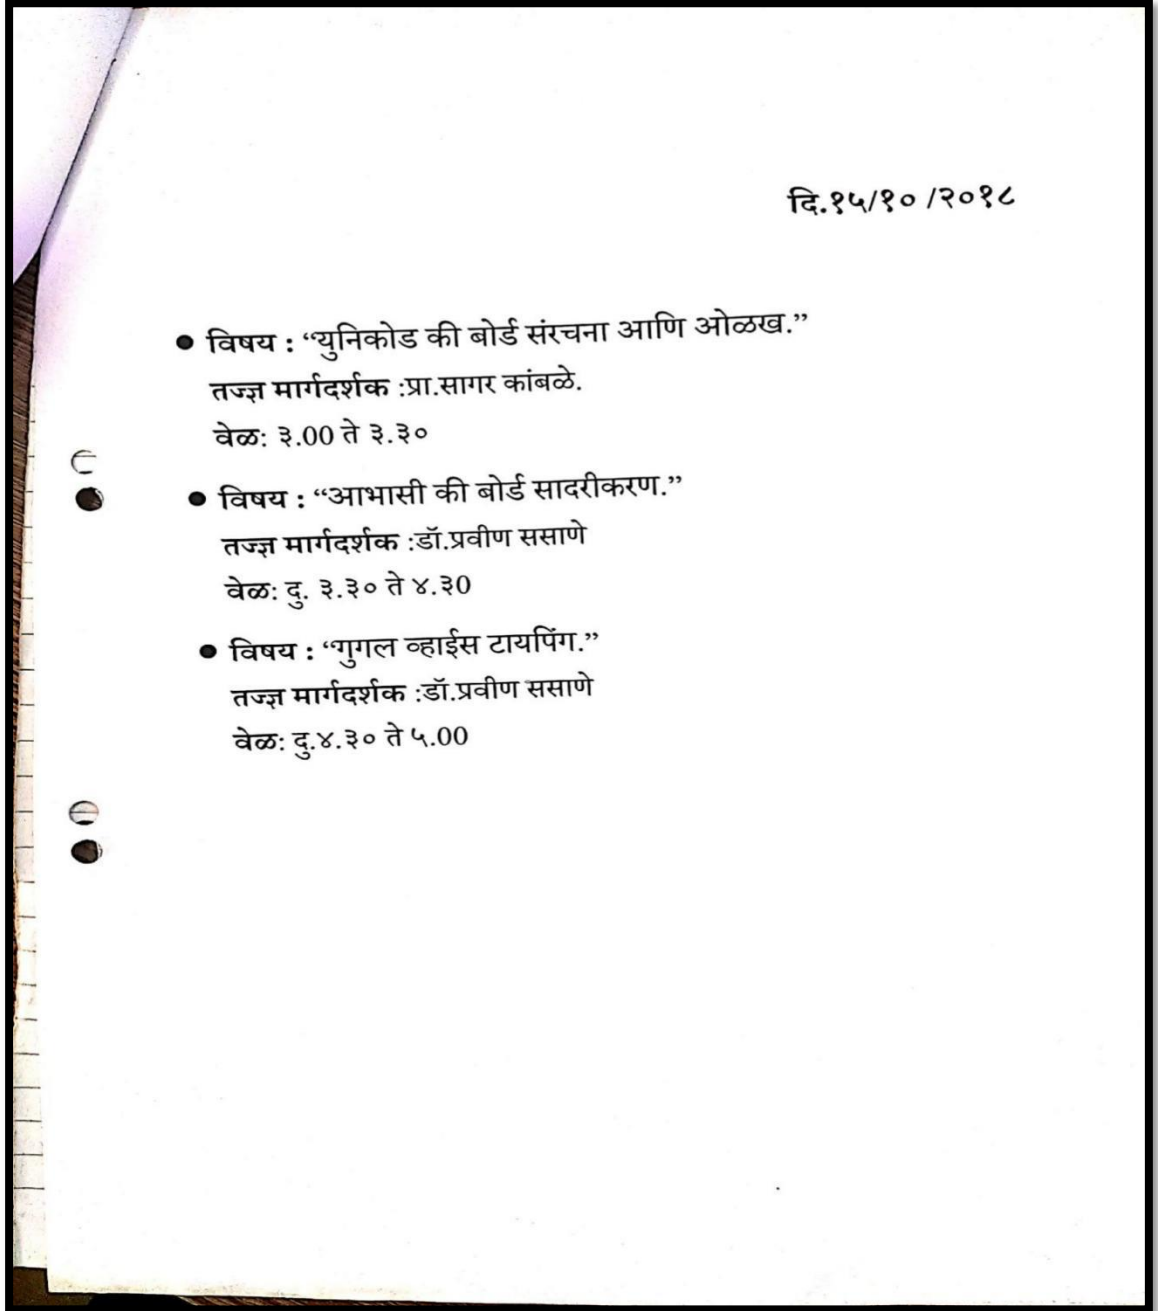 दि.१५/१० /२०१८
● विषय : “युनिकोड की बोर्ड संरचना आणि ओळख.”
तज्ज्ञ मार्गदर्शक :प्रा.सागर कांबळे.
वेळ: ३.00 ते ३.३०
● विषय : “आभासी की बोर्ड सादरीकरण.”
तज्ज्ञ मार्गदर्शक :डॉ.प्रवीण ससाणे
वेळ: दु. ३.३० ते ४.३0
● विषय : “गुगल व्हाईस टायपिंग.”
तज्ज्ञ मार्गदर्शक :डॉ.प्रवीण ससाणे
वेळ: दु.४.३० ते ५.00